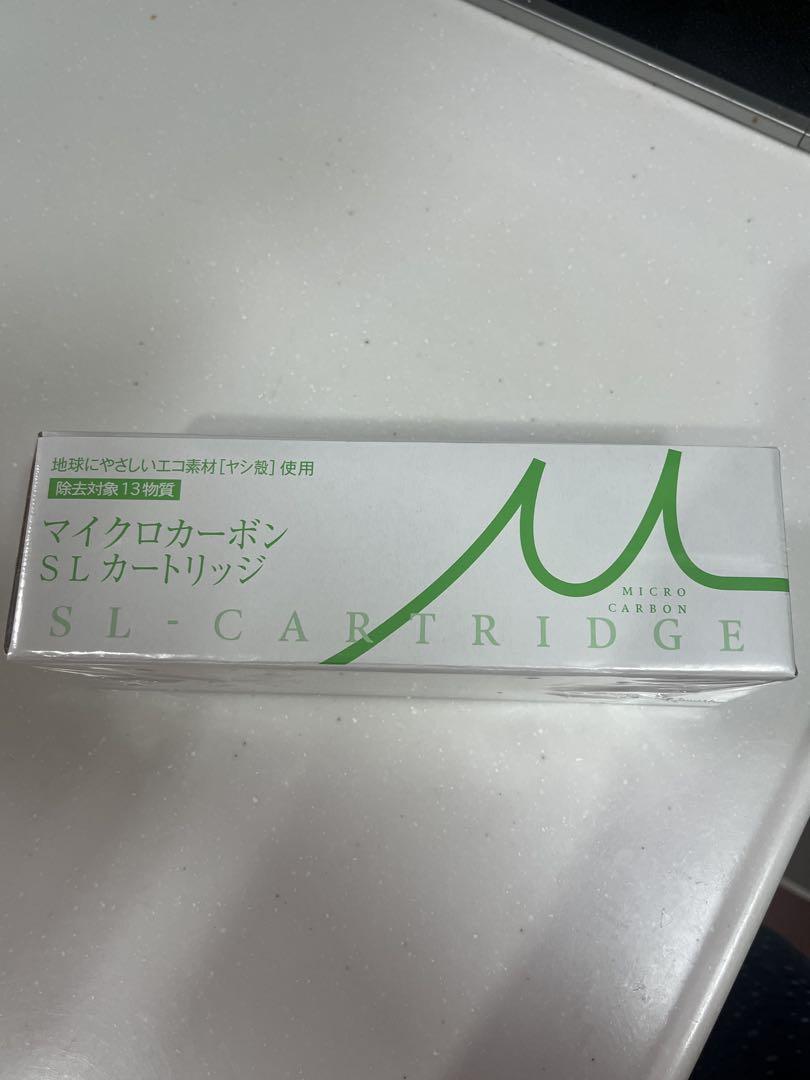 地球にやさしいエコ素材[ヤシ殻]使用
除去対象13物質
マイクロカーボン
SLカートリッジ
MICRO
CARBON
SL-CARTRIDGE